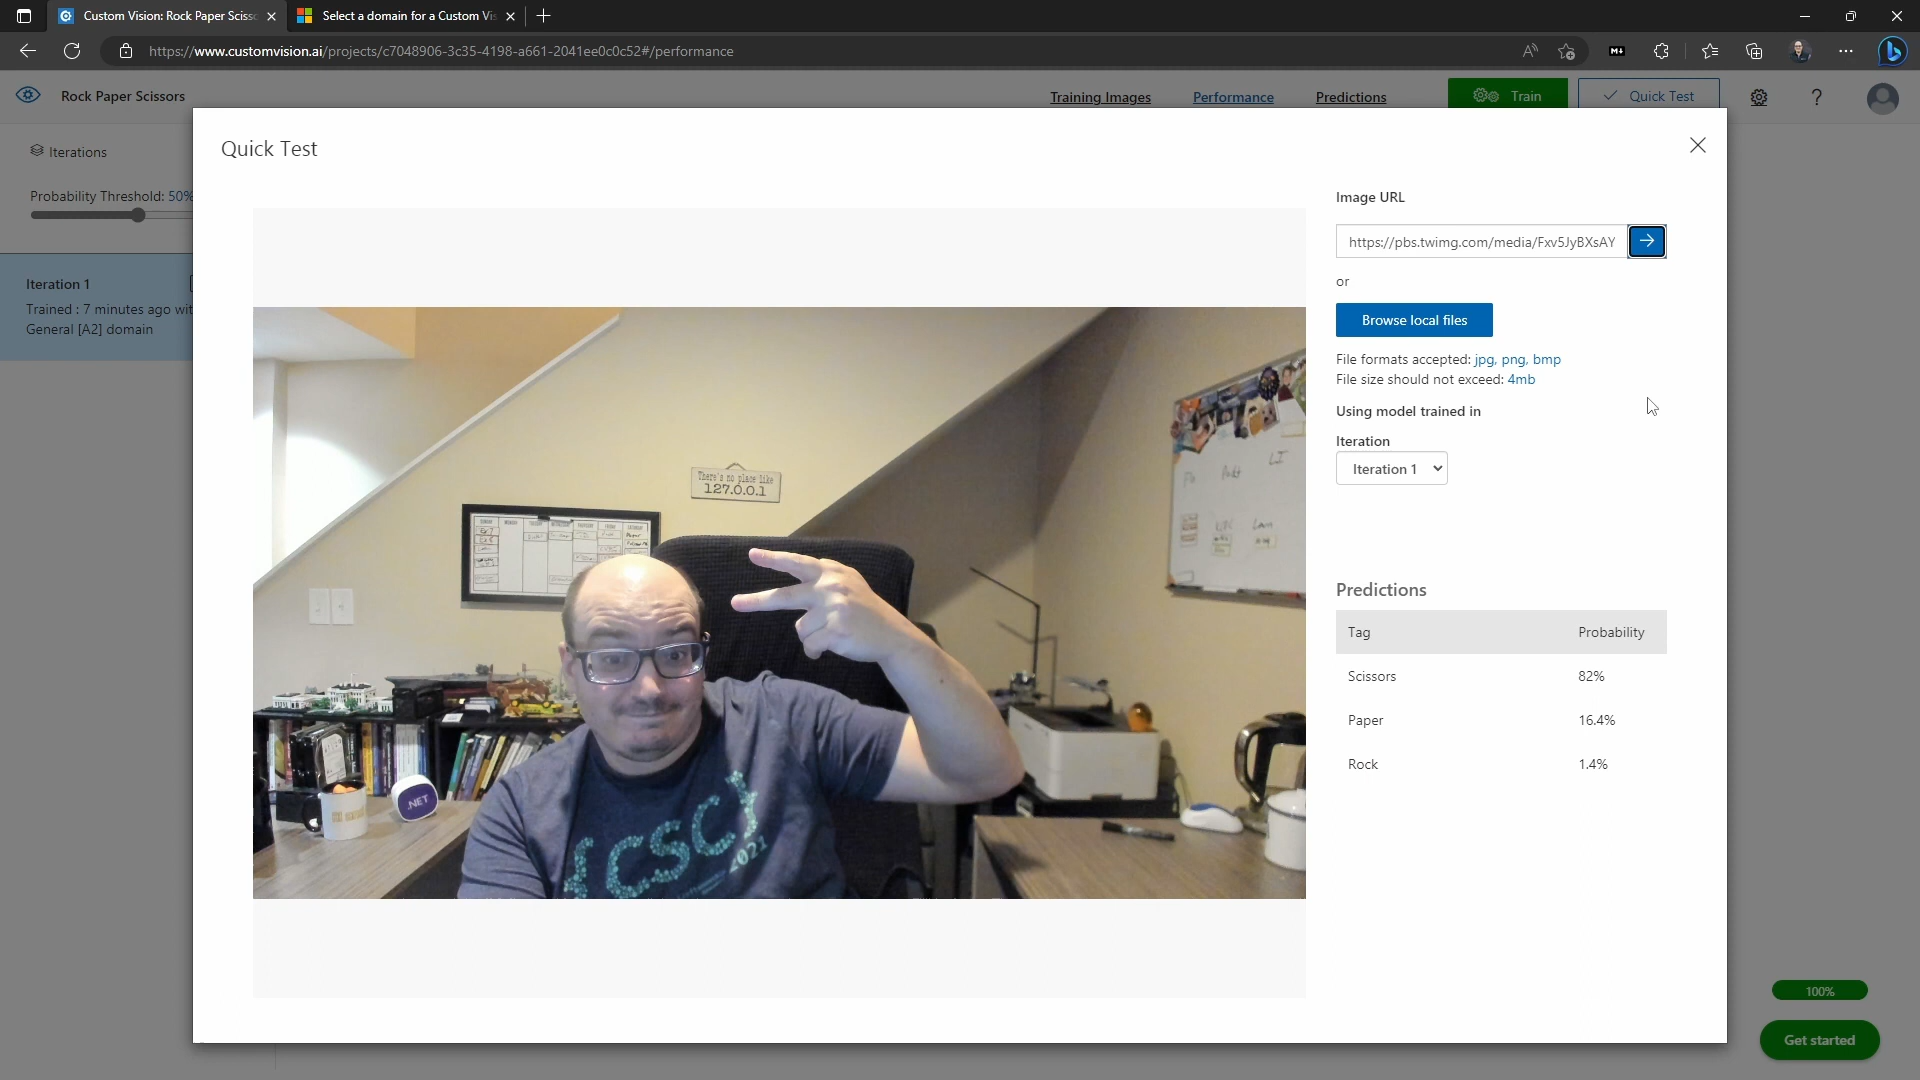 Custom Vision: Rock Paper Scisso
Select a domain for a Custom Vis
https://www.customvision.ai/projects/c7048906-3c35-4198-a661-2041ee0c0c52#/performance
Rock Paper Scissors
Training Images
Performance
Predictions
Train
Quick Test
?
Iterations
Probability Threshold: 50%
Iteration 1
Trained : 7 minutes ago wit
General [A2] domain
Quick Test
There's no place like
127.0.0.1
.NET
2021
Image URL
https://pbs.twimg.com/media/Fxv5JyBXsAY
or
Browse local files
File formats accepted: jpg, png, bmp
File size should not exceed: 4mb
Using model trained in
Iteration
Iteration 1
Predictions
Tag Probability
Scissors 82%
Paper 16.4%
Rock 1.4%
100%
Get started